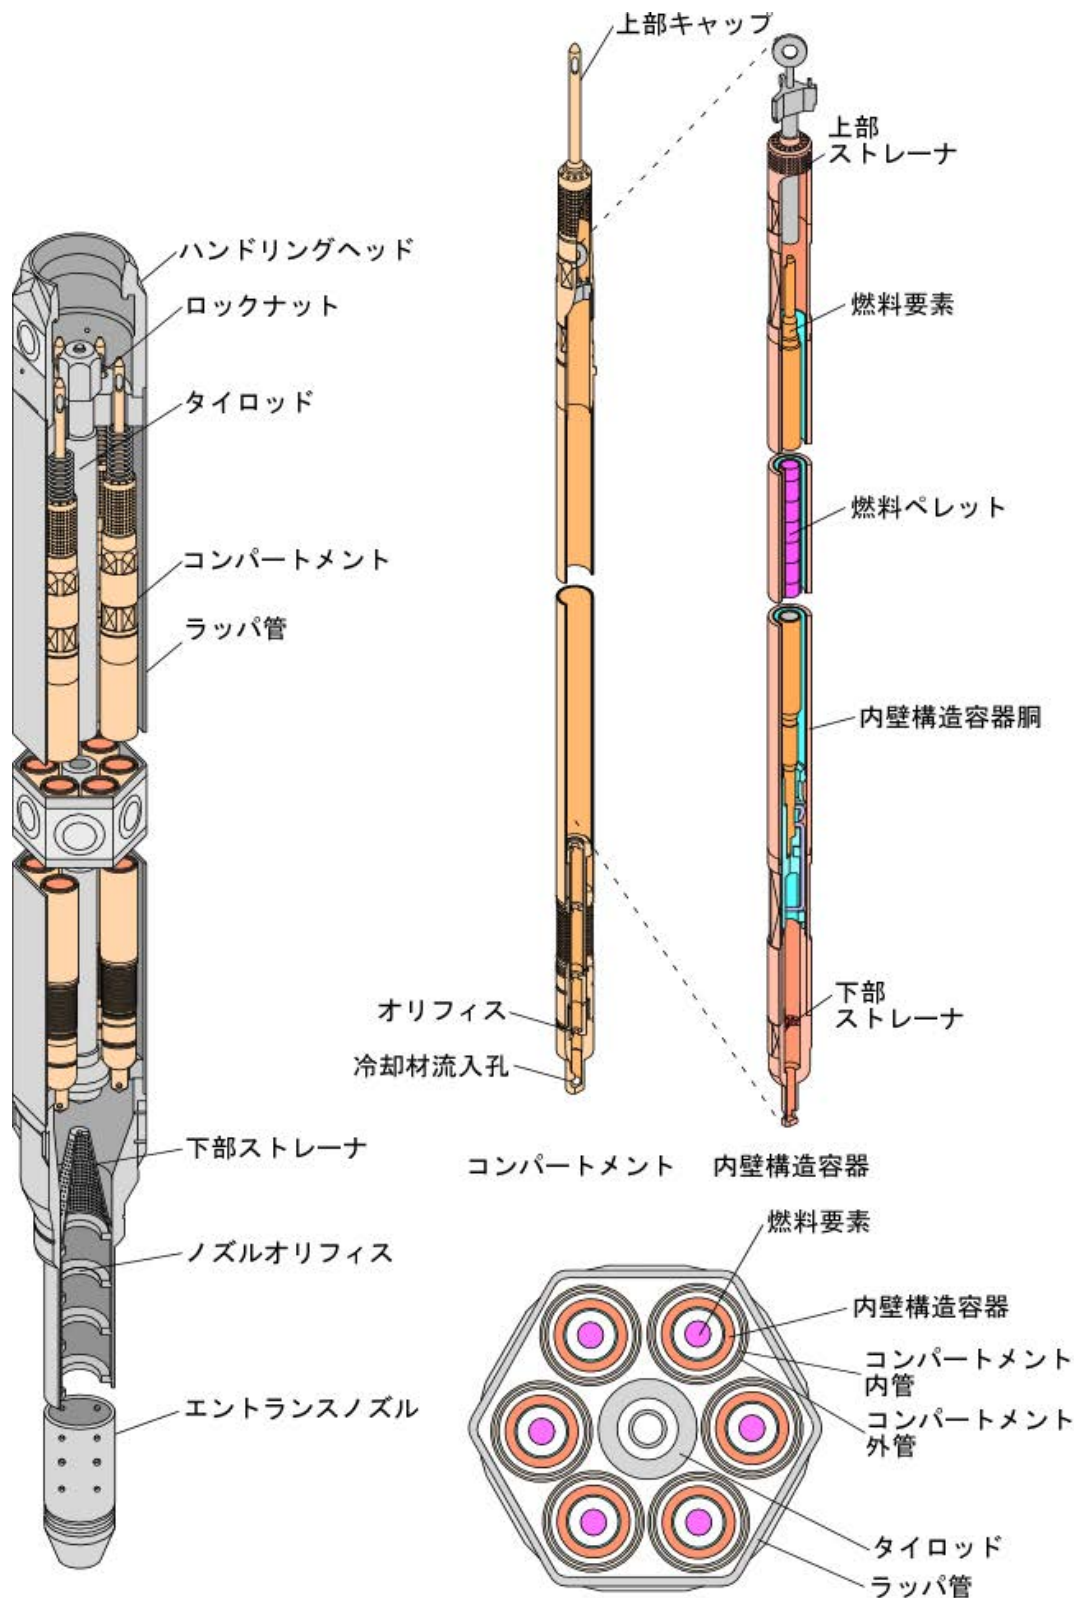 上部キャップ
上部
ストレーナ
ハンドリングヘッド
ロックナット
燃料要素
タイロッド
燃料ペレット
コンパートメント
ラッパ管
内壁構造容器胴
オリフィス
下部
ストレーナ
冷却材流入孔
下部ストレーナ
コンパートメント
内壁構造容器
燃料要素
ノズルオリフィス
内壁構造容器
コンパートメント
内管
エントランスノズル
コンパートメント
外管
タイロッド
ラッパ管